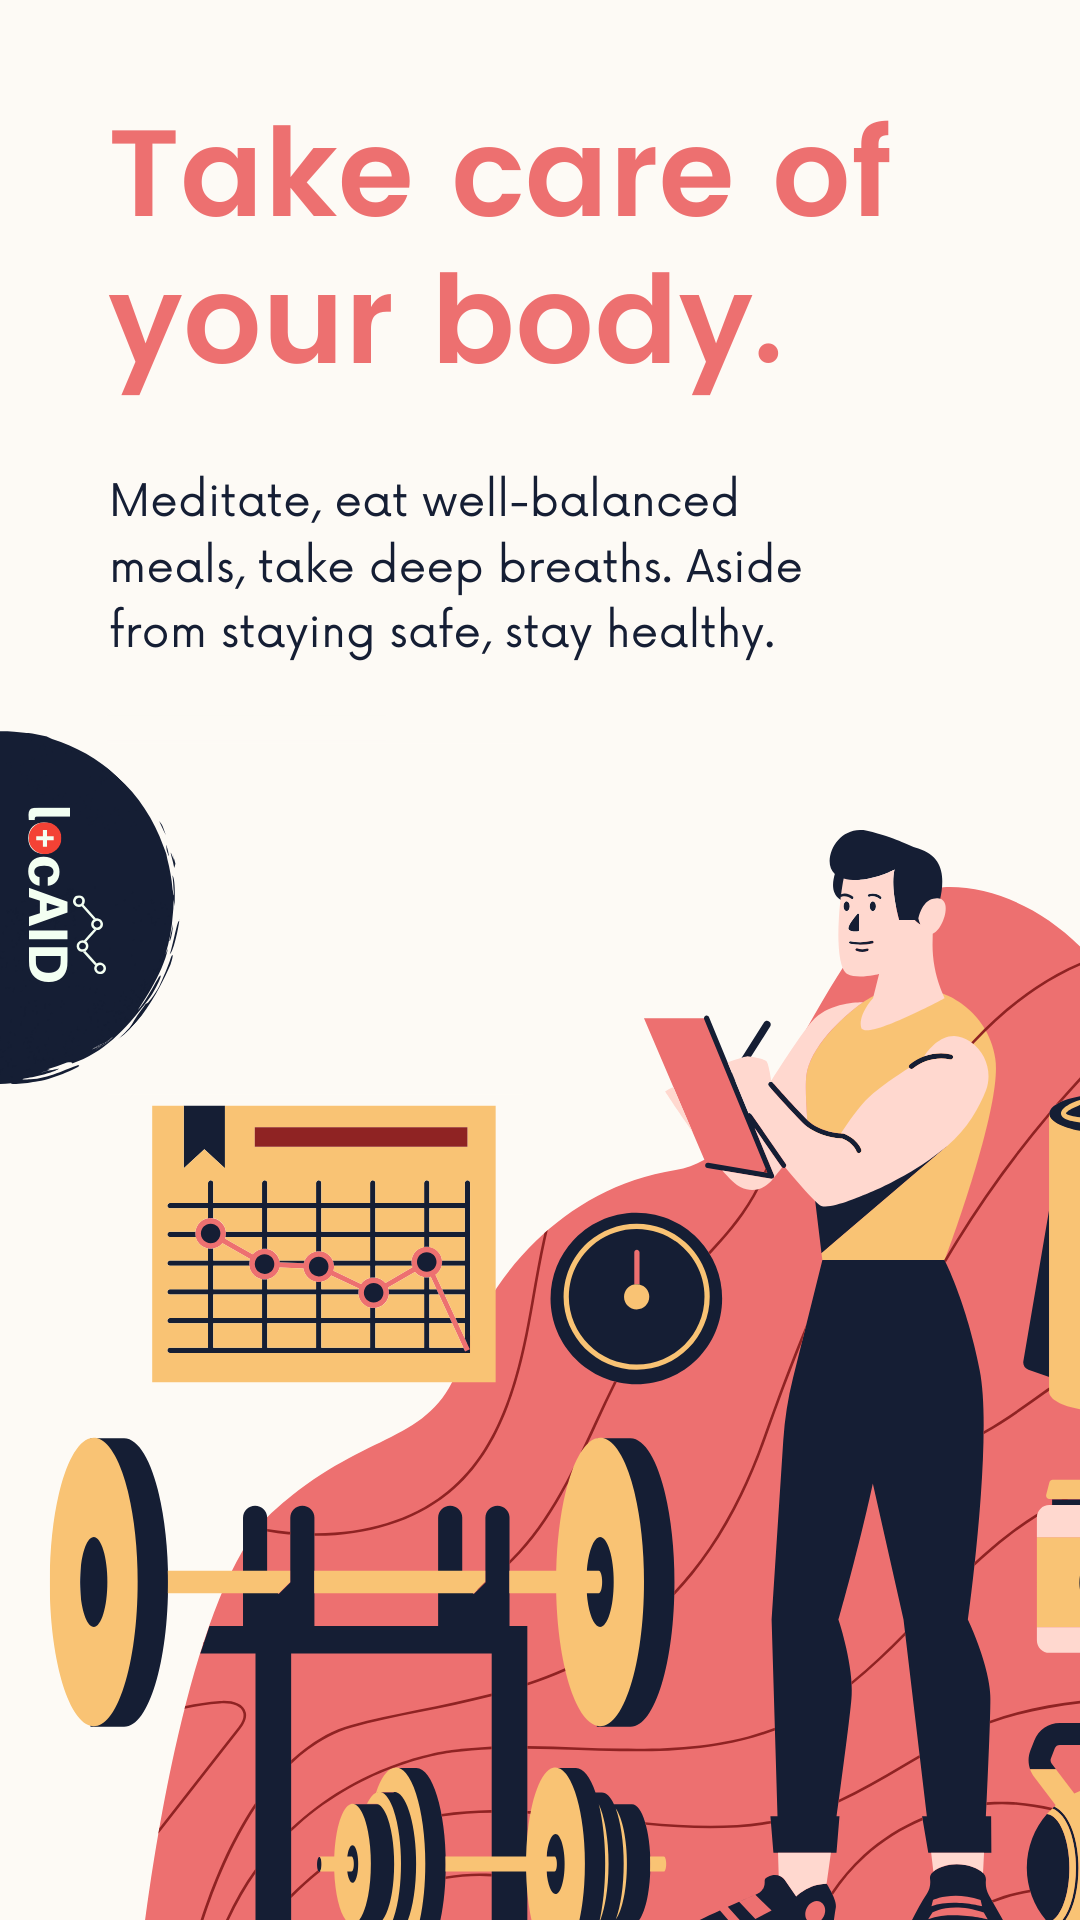 Take care of
your body.
Meditate, eat well-balanced
meals, take deep breaths. Aside
from staying safe, stay healthy.
locAID